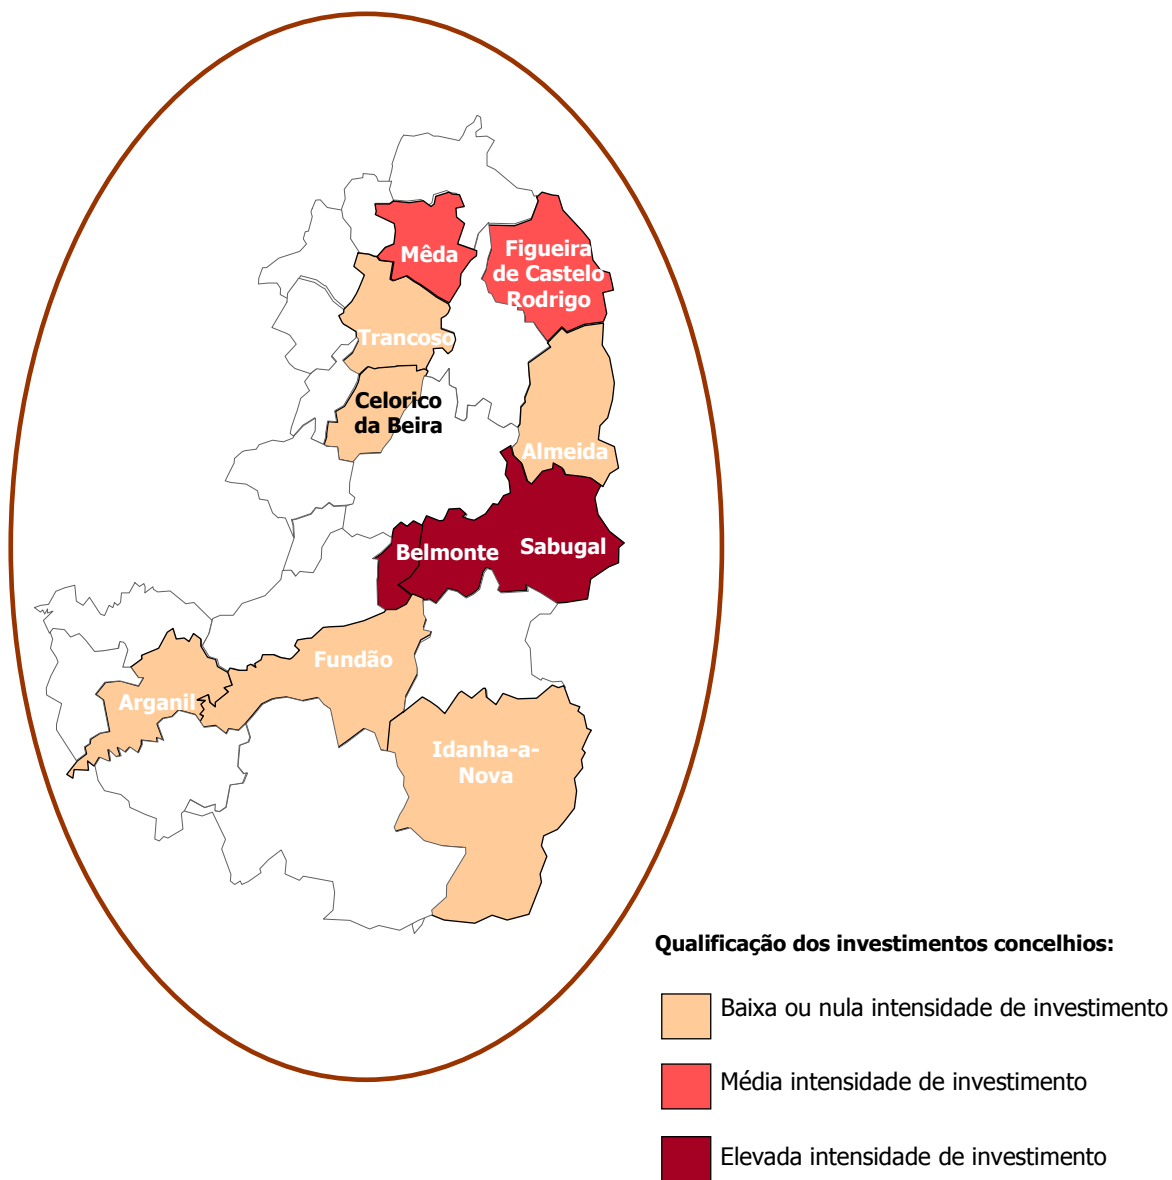 Mêda
Figueira
de Castelo
Rodrigo
Trancoso
Celorico
da Beira
Almeida
Belmonte
Sabugal
Fundão
Arganil
Idanha-a-
Nova
Qualificação dos investimentos concelhios:
Baixa ou nula intensidade de investimento
Média intensidade de investimento
Elevada intensidade de investimento